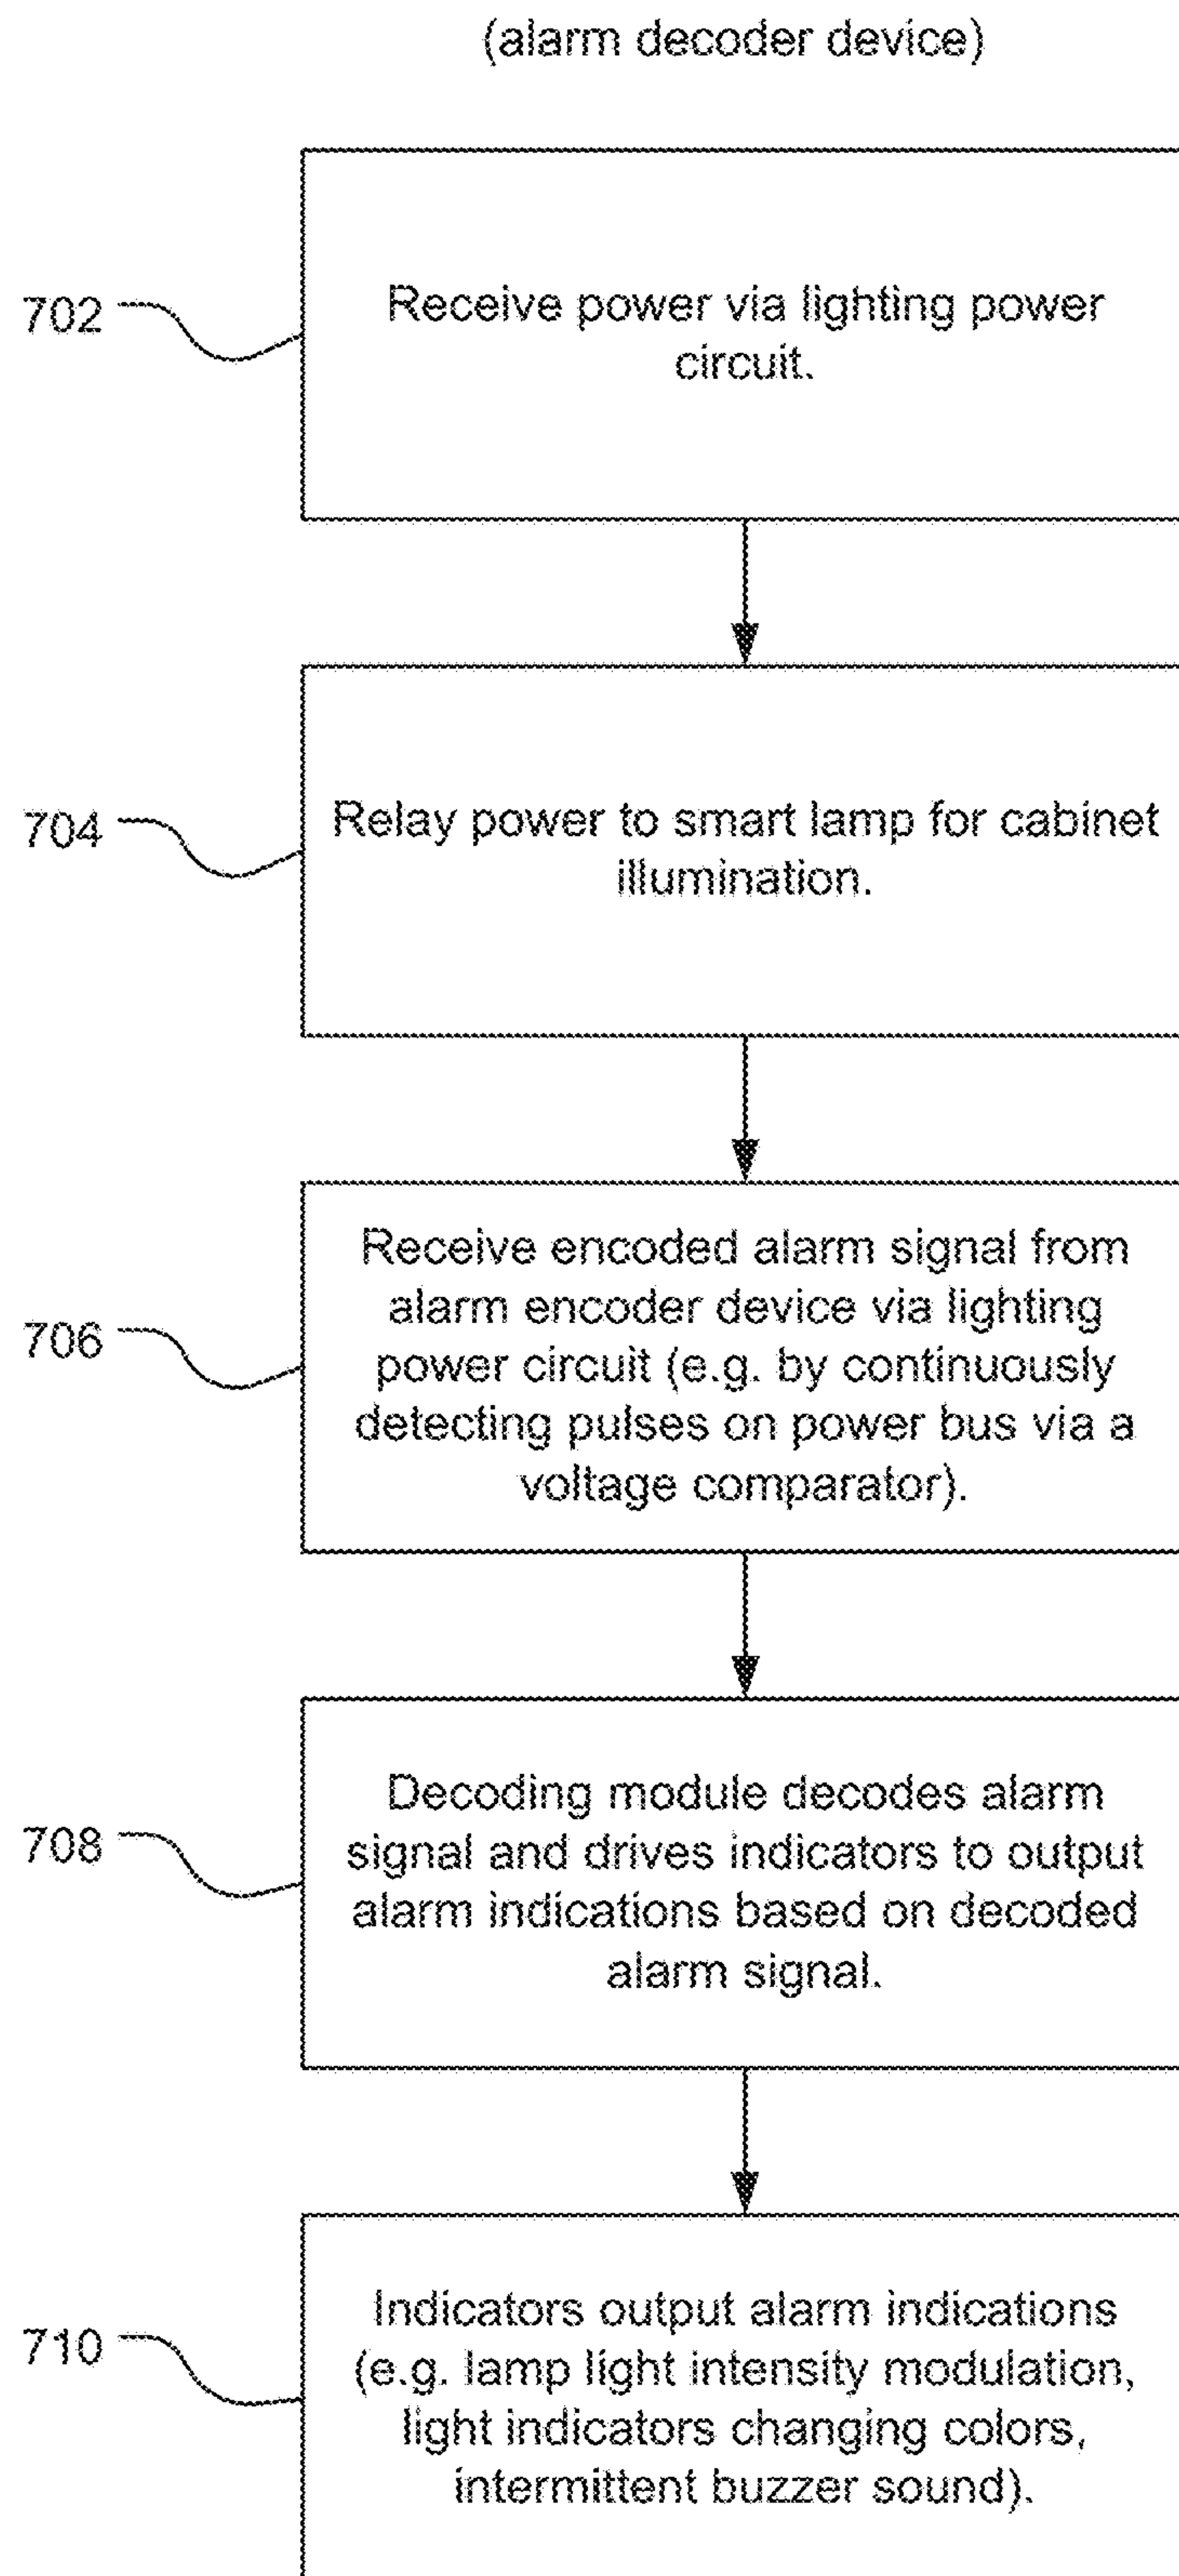 (alarm decoder device)
702
Receive power via lighting power
circuit.
704
Relay power to smart lamp for cabinet
illumination.
706
Receive encoded alarm signal from
alarm encoder device via lighting
power circuit (e.g. by continuously
detecting pulses on power bus via a
voltage comparator).
708
Decoding module decodes alarm
signal and drives indicators to output
alarm indications based on decoded
alarm signal.
710
Indicators output alarm indications
(e.g. lamp light intensity modulation,
light indicators changing colors,
intermittent buzzer sound).